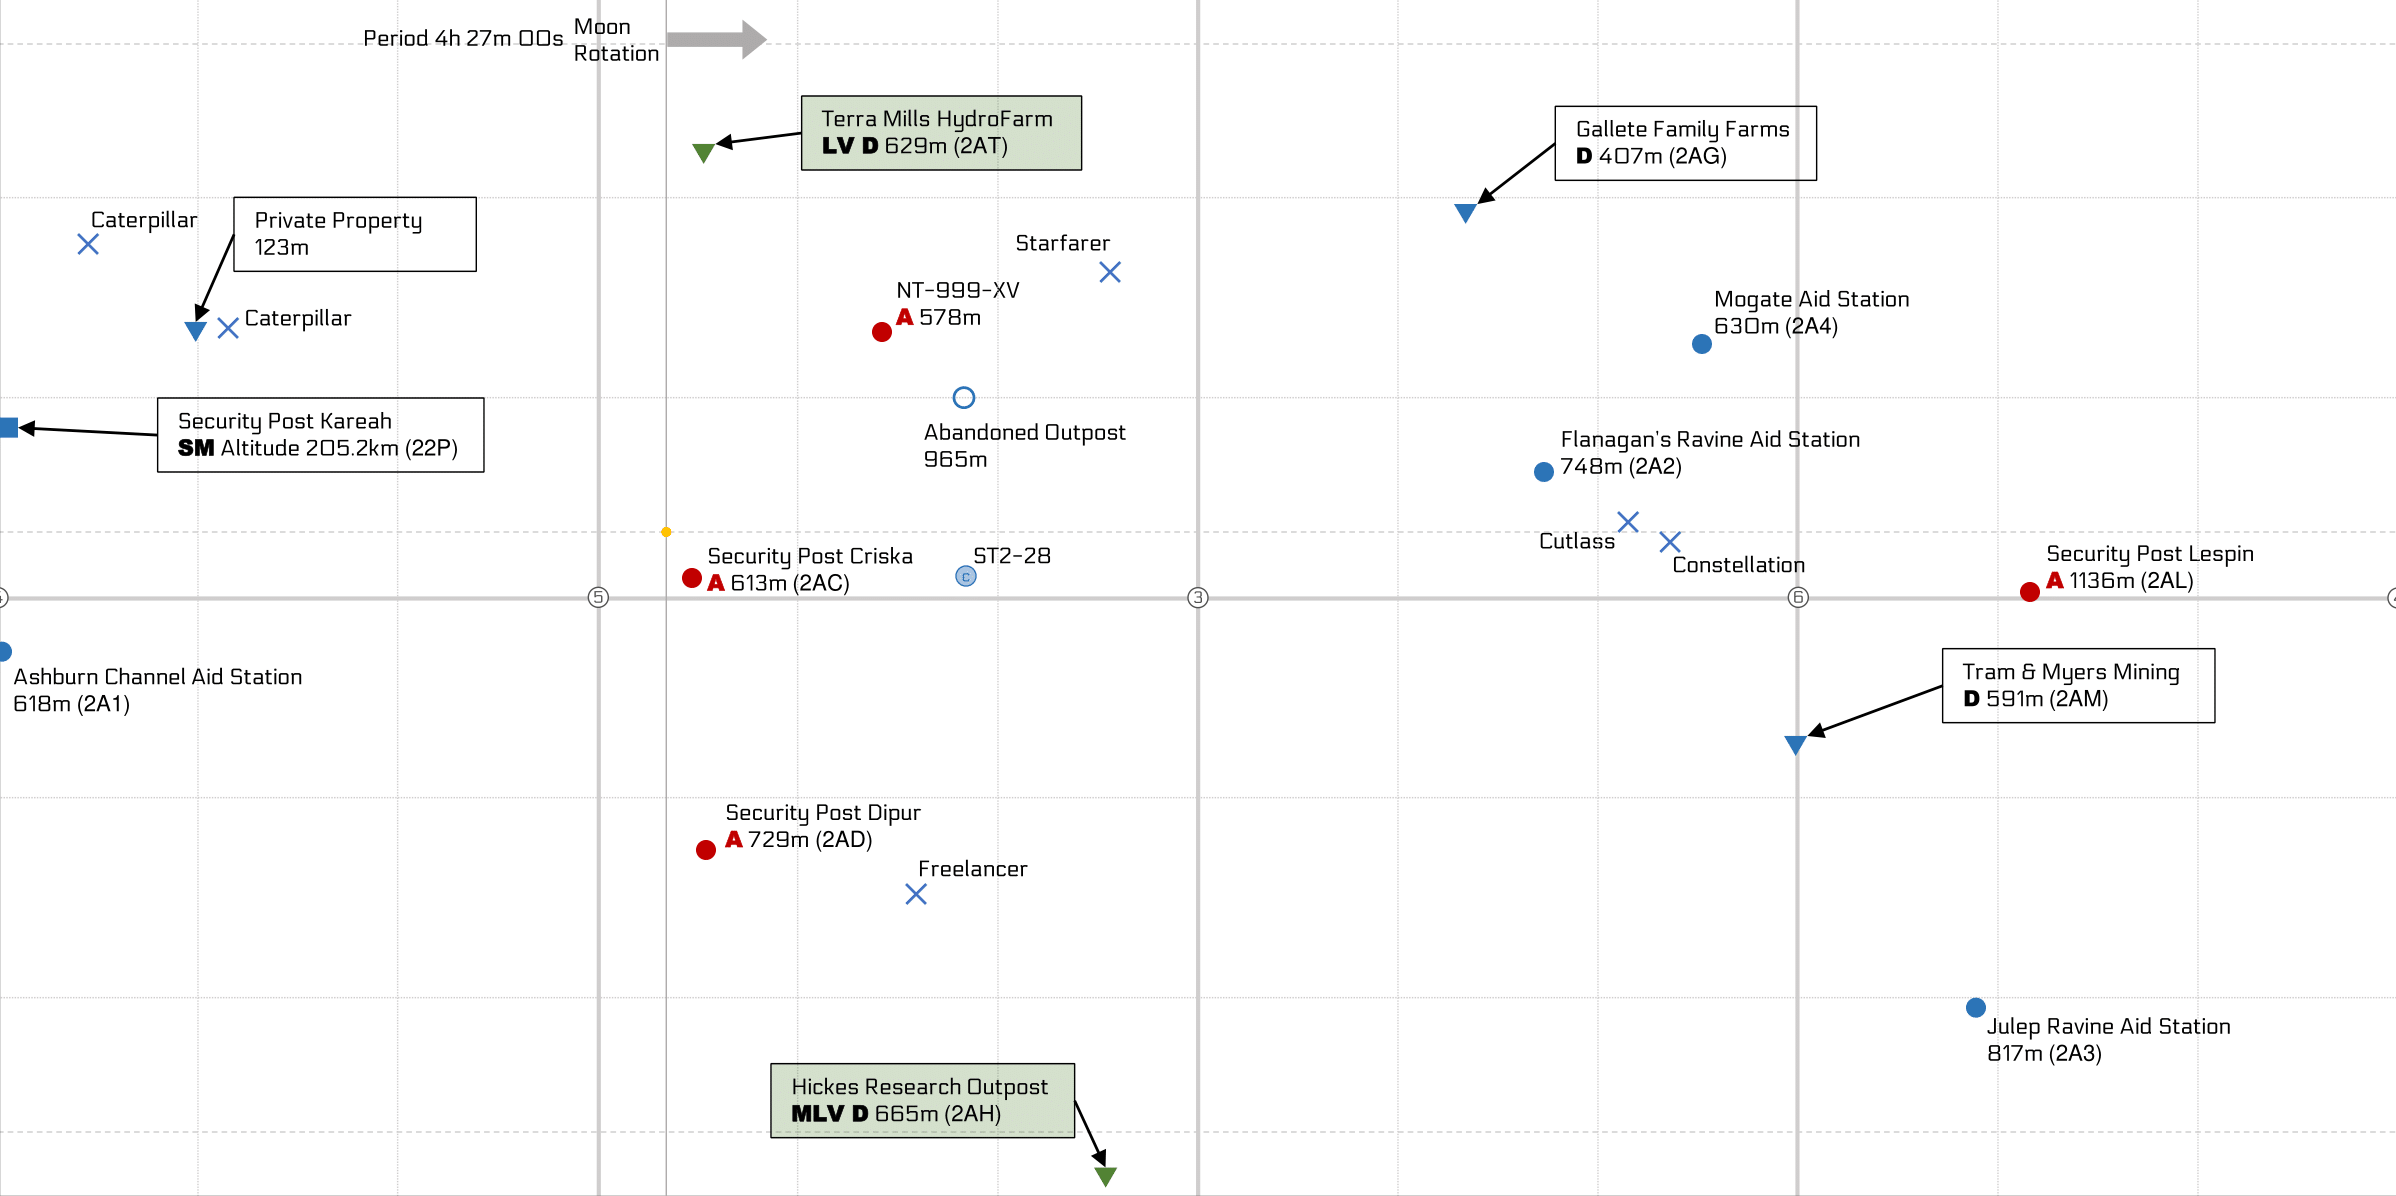 Period 4h 27m 00s
Moon
Rotation
Terra Mills HydroFarm
LV D 629m (2AT)
Gallete Family Farms
D 407m (2AG)
Caterpillar
Private Property
123m
Starfarer
NT-999-XV
A 578m
Mogate Aid Station
630m (2A4)
Caterpillar
Security Post Kareah
SM Altitude 205.2km (22P)
Abandoned Outpost
965m
Flanagan's Ravine Aid Station
748m (2A2)
Cutlass
Constellation
Security Post Criska
A 613m (2AC)
ST2-28
C
Security Post Lespin
A 1136m (2AL)
5
3
6
Ashburn Channel Aid Station
618m (2A1)
Tram & Myers Mining
D 591m (2AM)
Security Post Dipur
A 729m (2AD)
Freelancer
Julep Ravine Aid Station
817m (2A3)
Hickes Research Outpost
MLV D 665m (2AH)